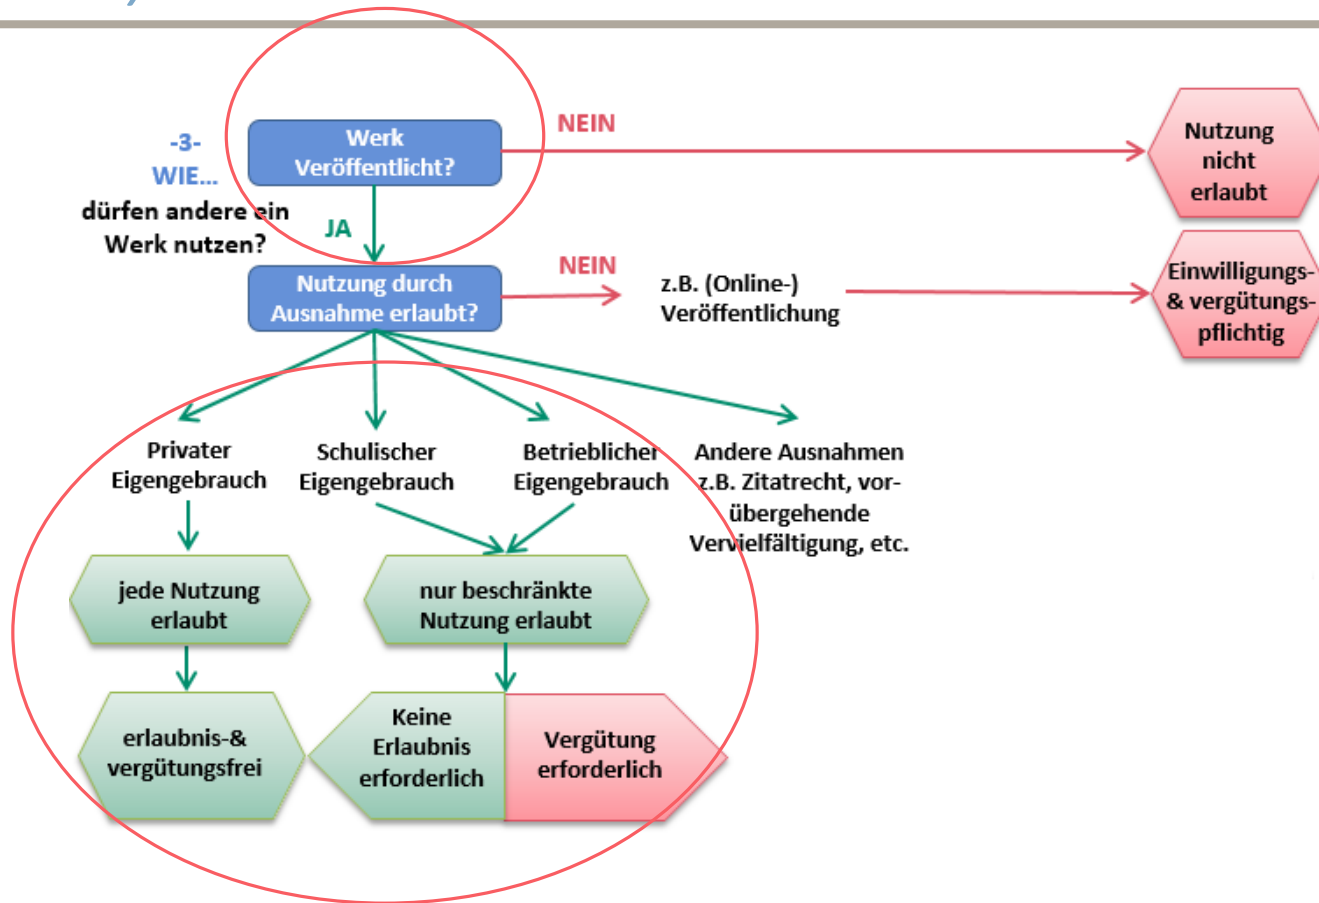 -3-
WIE...
dürfen andere ein
Werk nutzen?
Werk
Veröffentlicht?
NEIN
Nutzung
nicht
erlaubt
JA
Nutzung durch
Ausnahme erlaubt?
NEIN
z.B. (Online-)
Veröffentlichung
Einwilligungs-
& vergütungs-
pflichtig
Privater
Eigengebrauch
Schulischer
Eigengebrauch
Betrieblicher
Eigengebrauch
Andere Ausnahmen
z.B. Zitatrecht, vor-
übergehende
Vervielfältigung, etc.
jede Nutzung
erlaubt
nur beschränkte
Nutzung erlaubt
erlaubnis-&
vergütungsfrei
Keine
Erlaubnis
erforderlich
Vergütung
erforderlich